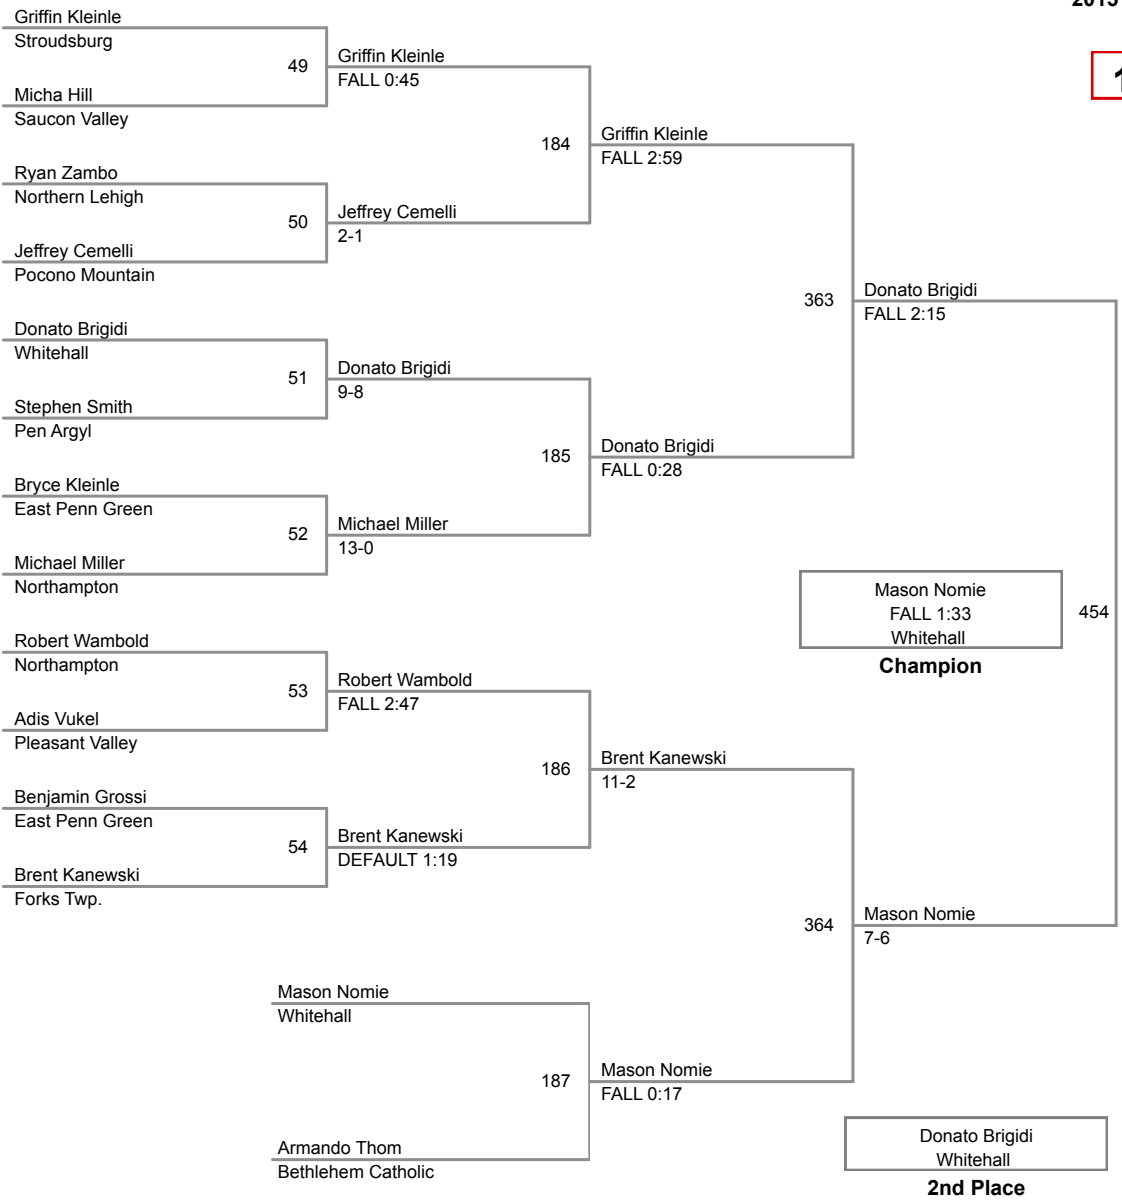 2015
1
Griffin Kleinle
Stroudsburg
49
Griffin Kleinle
FALL 0:45
Micha Hill
Saucon Valley
184
Griffin Kleinle
FALL 2:59
Ryan Zambo
Northern Lehigh
50
Jeffrey Cemelli
2-1
Jeffrey Cemelli
Pocono Mountain
363
Donato Brigidi
FALL 2:15
Donato Brigidi
Whitehall
51
Donato Brigidi
9-8
Stephen Smith
Pen Argyl
185
Donato Brigidi
FALL 0:28
Bryce Kleinle
East Penn Green
52
Michael Miller
13-0
Michael Miller
Northampton
Mason Nomie
FALL 1:33
Whitehall
Champion
454
Robert Wambold
Northampton
53
Robert Wambold
FALL 2:47
Adis Vukel
Pleasant Valley
186
Brent Kanewski
11-2
Benjamin Grossi
East Penn Green
54
Brent Kanewski
DEFAULT 1:19
Brent Kanewski
Forks Twp.
364
Mason Nomie
7-6
Mason Nomie
Whitehall
187
Mason Nomie
FALL 0:17
Armando Thom
Bethlehem Catholic
Donato Brigidi
Whitehall
2nd Place